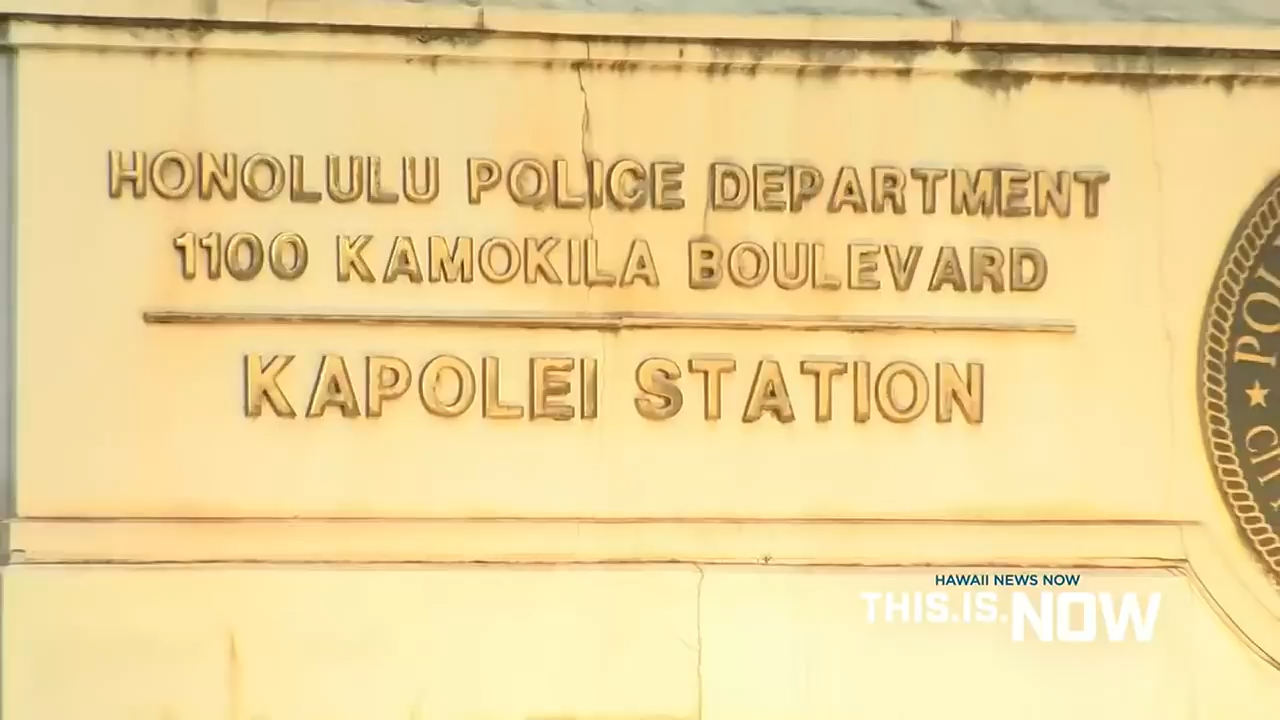 HONOLULU POLICE DEPARTMENT
1100 KAMOKILA BOULEVARD
KAPOLEI STATION
HAWAII NEWS NOW
THIS.IS.NOW